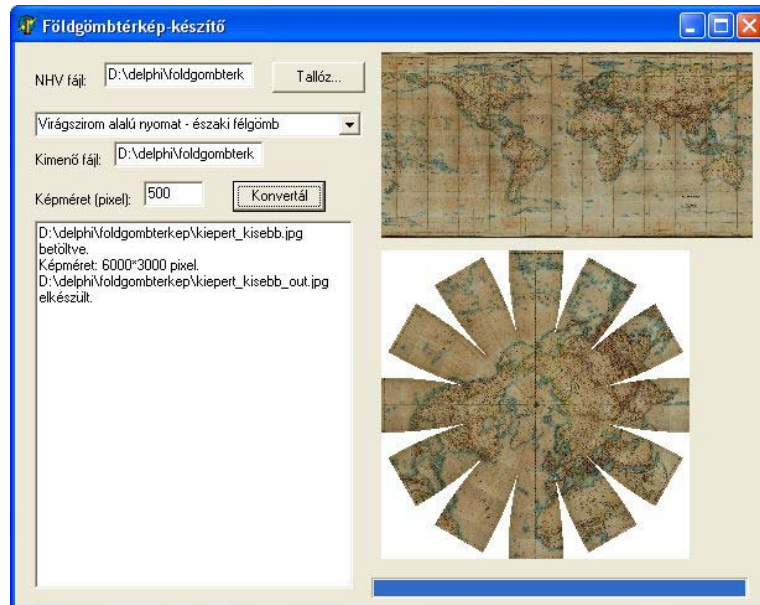 Földgömbtérkép-készítő
NHV fájl:
D:\delphi\foldgombterk
Tallóz...
Virágszirom alalú nyomat - északi félgömb
Kimenő fájl:
D:\delphi\foldgombterk
Képméret (pixel):
500
Konvertál
D:\delphi\foldgombterkep\kiepert_kisebb.jpg
betöltve.
Képméret: 6000*3000 pixel.
D:\delphi\foldgombterkep\kiepert_kisebb_out.jpg
elkészült.